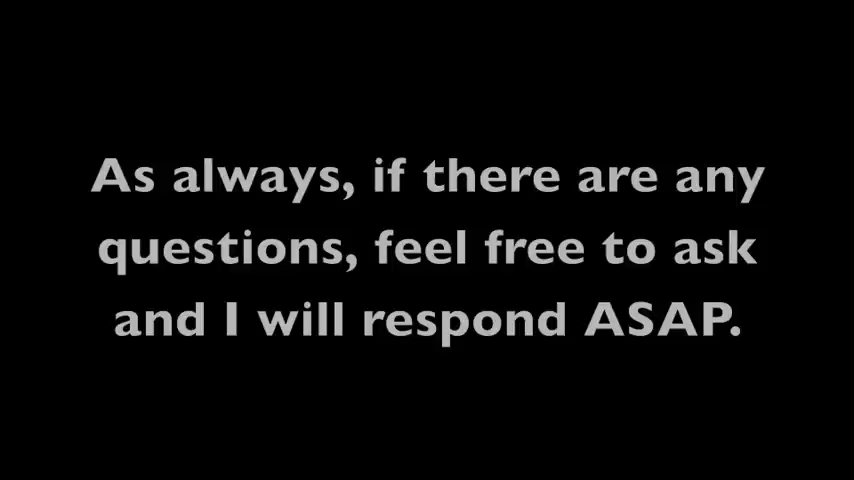 As always, if there are any
questions, feel free to ask
and I will respond ASAP.